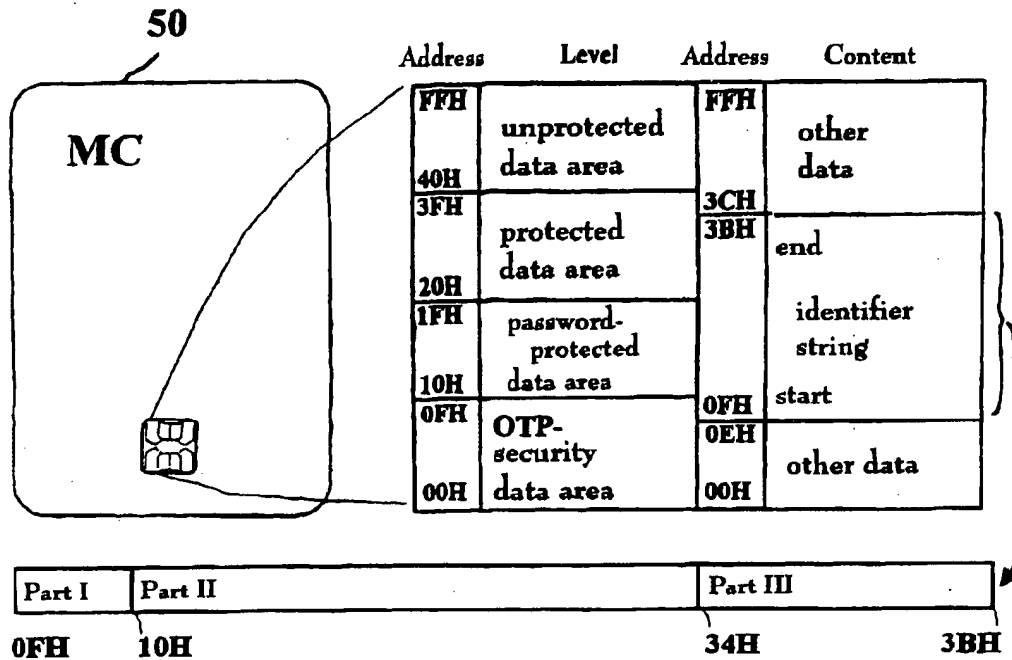 50
MC
Address Level Address Content
FFH
unprotected
data area
40H
3FH
protected
data area
20H
1FH
password-
protected
data area
10H
0FH
OTP-
security
data area
00H
FFH
other
data
3CH
3BH
end
identifier
string
start
0FH
0EH
other data
00H
Part I Part II Part III
0FH 10H 34H 3BH